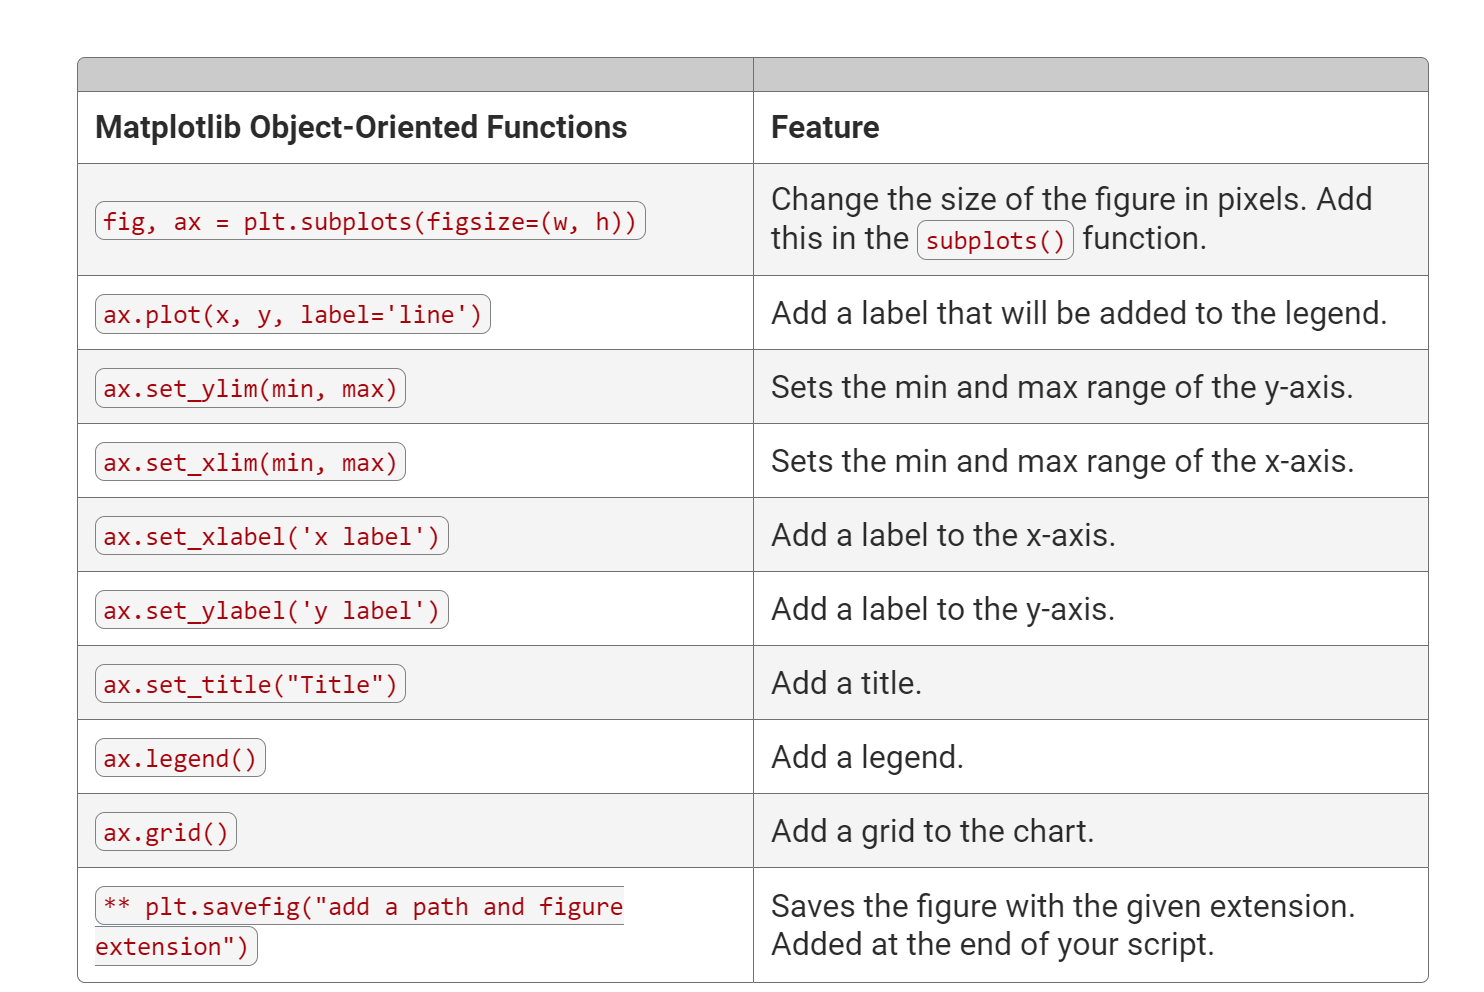 Matplotlib Object-Oriented Functions
Feature
fig, ax = plt.subplots(figsize=(w, h))
Change the size of the figure in pixels. Add
this in the subplots() function.
ax.plot(x, y, label='line')
Add a label that will be added to the legend.
ax.set_ylim(min, max)
Sets the min and max range of the y-axis.
ax.set_xlim(min, max)
Sets the min and max range of the x-axis.
ax.set_xlabel('x label')
Add a label to the x-axis.
ax.set_ylabel('y label')
Add a label to the y-axis.
ax.set_title("Title")
Add a title.
ax.legend()
Add a legend.
ax.grid()
Add a grid to the chart.
** plt.savefig("add a path and figure
extension")
Saves the figure with the given extension.
Added at the end of your script.